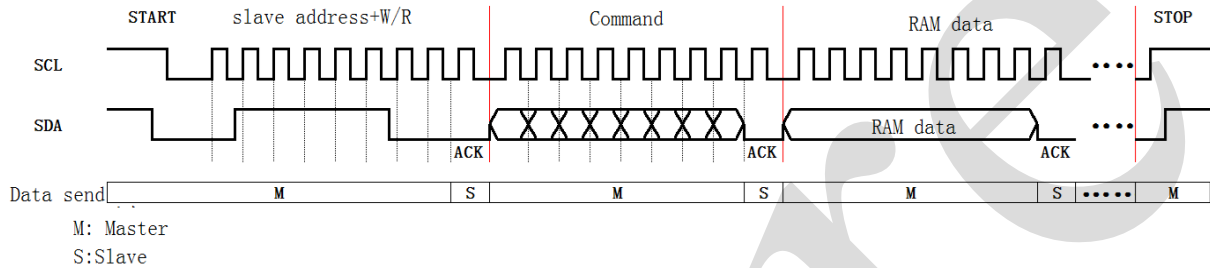 START slave address+W/R Command RAM data STOP
SCL
SDA RAM data
ACK ACK ACK
Data send M S M S M S ••••• M
M: Master
S:Slave